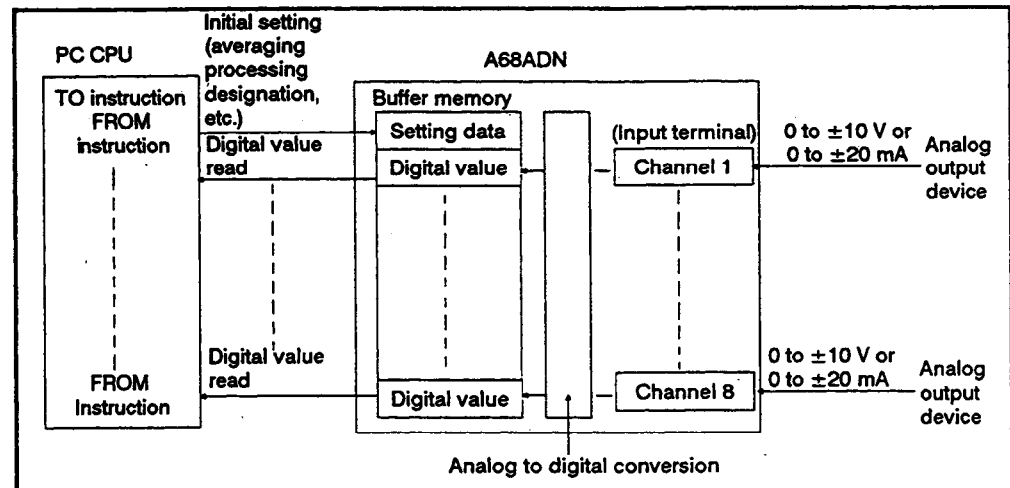 PC CPU
TO instruction
FROM
instruction
FROM
Instruction
Initial setting
(averaging
processing
designation,
etc.)
Digital value
read
Digital value
read
A68ADN
Buffer memory
Setting data
Digital value
Digital value
(Input terminal)
Channel 1
Channel 8
0 to ±10 V or
0 to ±20 mA
Analog
output
device
0 to ±10 V or
0 to ±20 mA
Analog
output
device
Analog to digital conversion